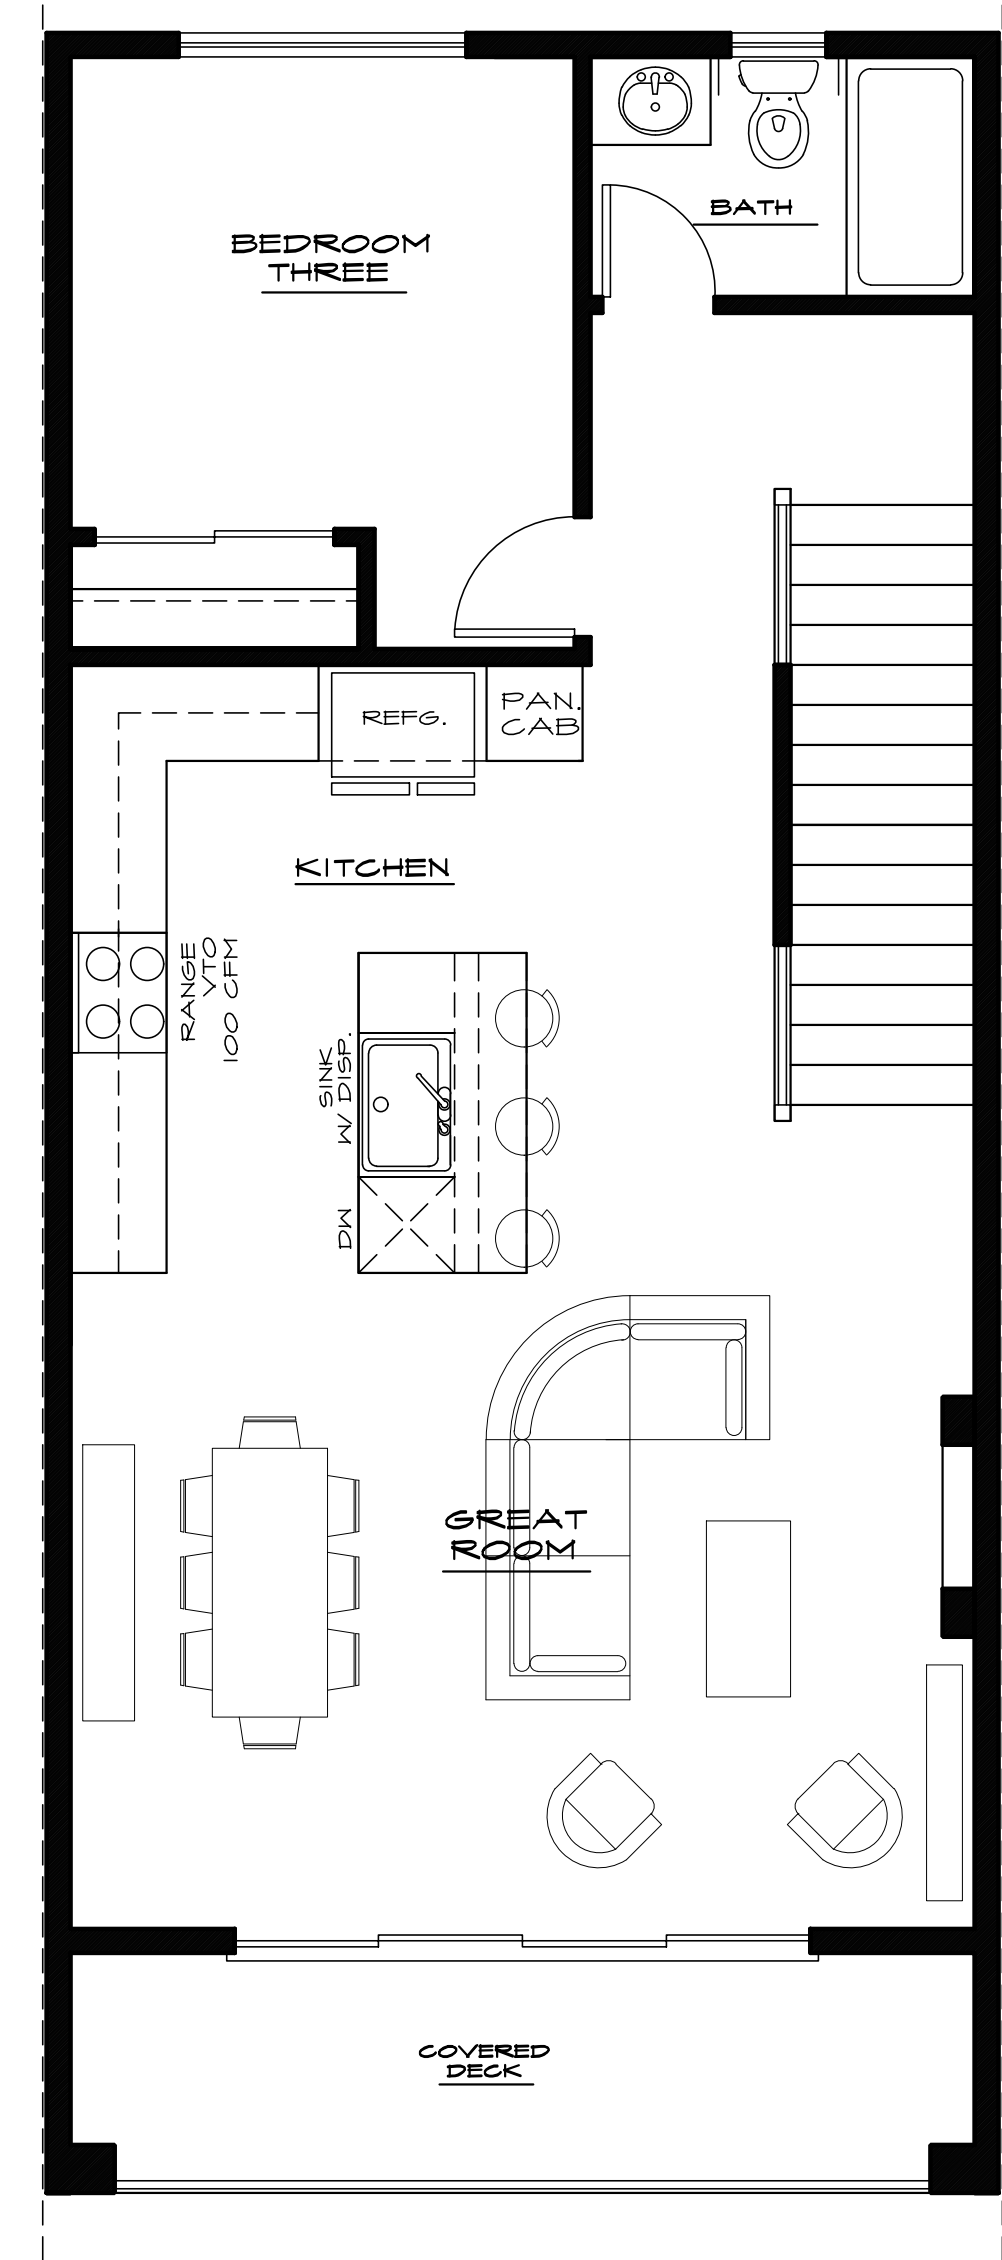 BATH
BEDROOM
THREE
REFG.
PAN.
CAB
KITCHEN
RANGE
VTO
100 CFM
SINK
W/ DISP.
DW
GREAT
ROOM
COVERED
DECK